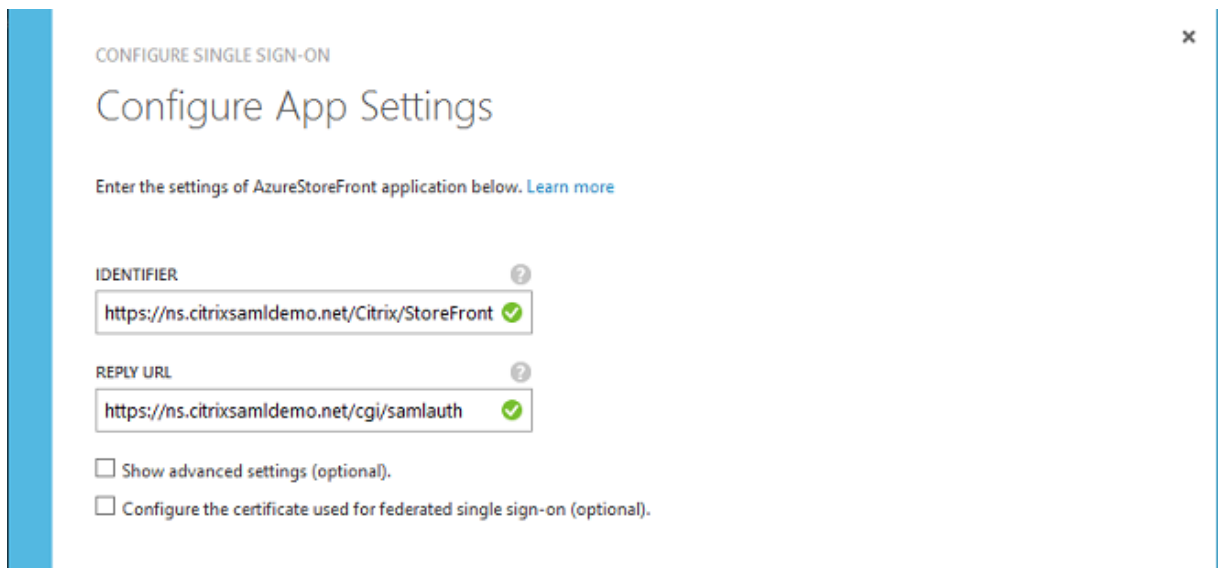 CONFIGURE SINGLE SIGN-ON
Configure App Settings
Enter the settings of AzureStoreFront application below. Learn more
IDENTIFIER
https://ns.citrixsamldemo.net/Citrix/StoreFront
REPLY URL
https://ns.citrixsamldemo.net/cgi/samlauth
Show advanced settings (optional).
Configure the certificate used for federated single sign-on (optional).